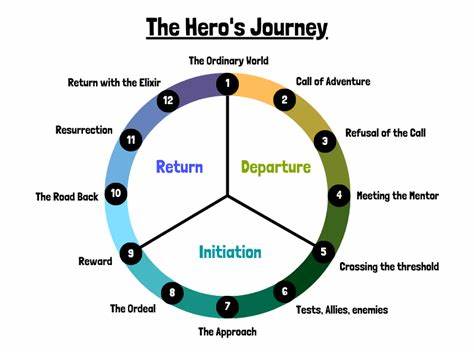 The Hero's Journey
The Ordinary World
1
Call of Adventure
2
Refusal of the Call
3
Meeting the Mentor
4
Crossing the threshold
5
Tests, Allies, enemies
6
The Approach
7
The Ordeal
8
Reward
9
The Road Back
10
Resurrection
11
Return with the Elixir
12
Return
Departure
Initiation